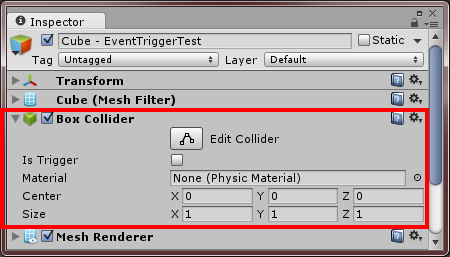 Inspector
Cube - EventTriggerTest Static
Tag Untagged Layer Default
Transform
Cube (Mesh Filter)
Box Collider
Edit Collider
Is Trigger
Material None (Physic Material)
Center X 0 Y 0 Z 0
Size X 1 Y 1 Z 1
Mesh Renderer